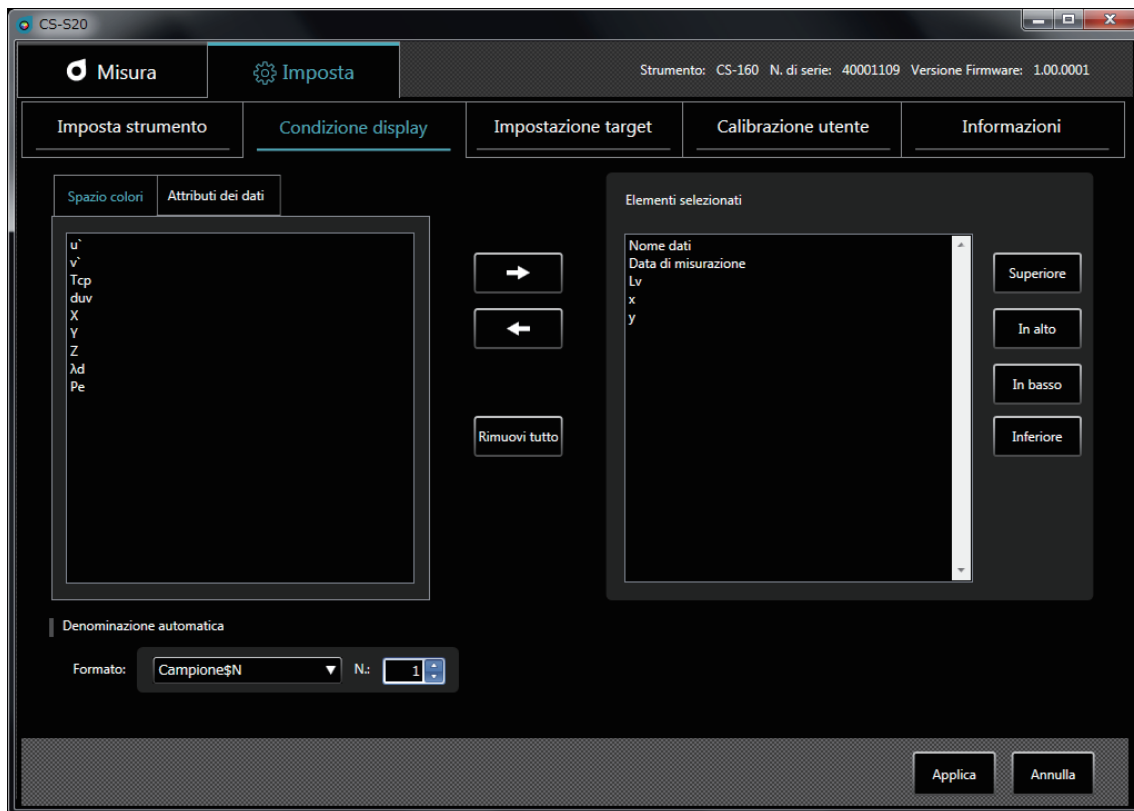 CS-S20
Misura
Imposta
Strumento: CS-160 N. di serie: 40001109 Versione Firmware: 1.00.0001
Imposta strumento
Condizione display
Impostazione target
Calibrazione utente
Informazioni
Spazio colori
Attributi dei dati
u`
v`
Tcp
duv
X
Y
Z
λd
Pe
Rimuovi tutto
Elementi selezionati
Nome dati
Data di misurazione
Lv
x
y
Superiore
In alto
In basso
Inferiore
Denominazione automatica
Formato: Campione$N N.: 1
Applica
Annulla